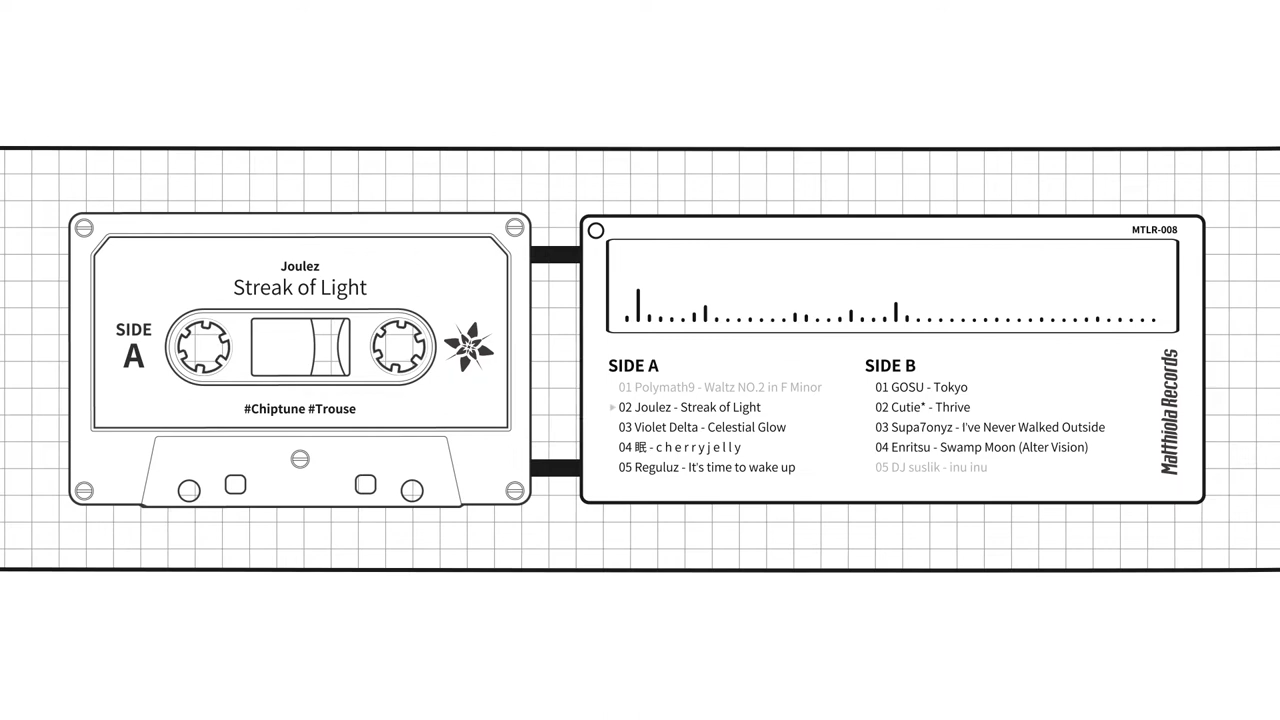 Joulez
Streak of Light
SIDE
A
#Chiptune #Trouse
MTLR-008
SIDE A
01 Polymath9 - Waltz NO.2 in F Minor
02 Joulez - Streak of Light
03 Violet Delta - Celestial Glow
04 眠 - c h e r r y j e l l y
05 Reguluz - It's time to wake up
SIDE B
01 GOSU - Tokyo
02 Cutie* - Thrive
03 Supa7onyz - I've Never Walked Outside
04 Enritsu - Swamp Moon (Alter Vision)
05 DJ suslik - inu inu
Matthiola Records